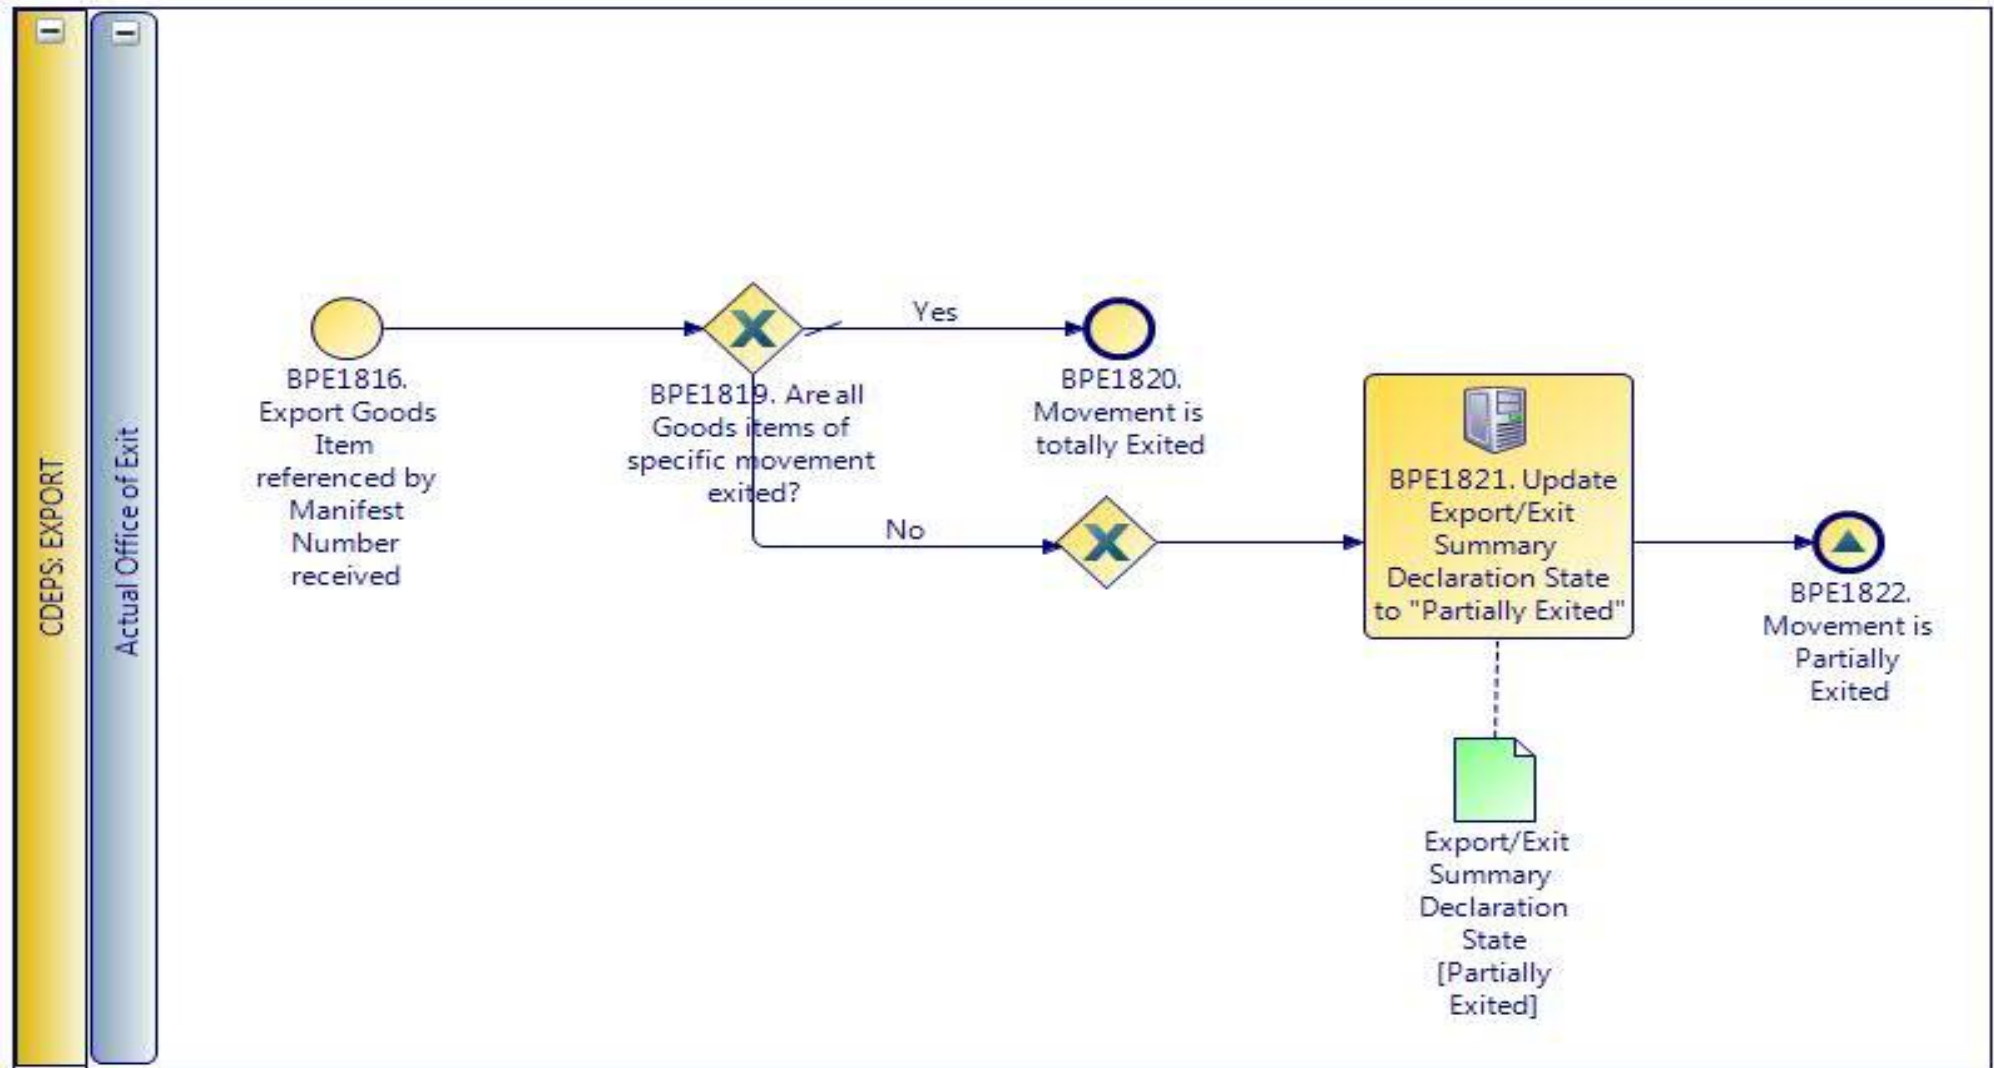 CDEPS: EXPORT
Actual Office of Exit
BPE1816.
Export Goods
Item
referenced by
Manifest
Number
received
BPE1819. Are all
Goods items of
specific movement
exited?
Yes
No
BPE1820.
Movement is
totally Exited
BPE1821. Update
Export/Exit
Summary
Declaration State
to "Partially Exited"
BPE1822.
Movement is
Partially
Exited
Export/Exit
Summary
Declaration
State
[Partially
Exited]